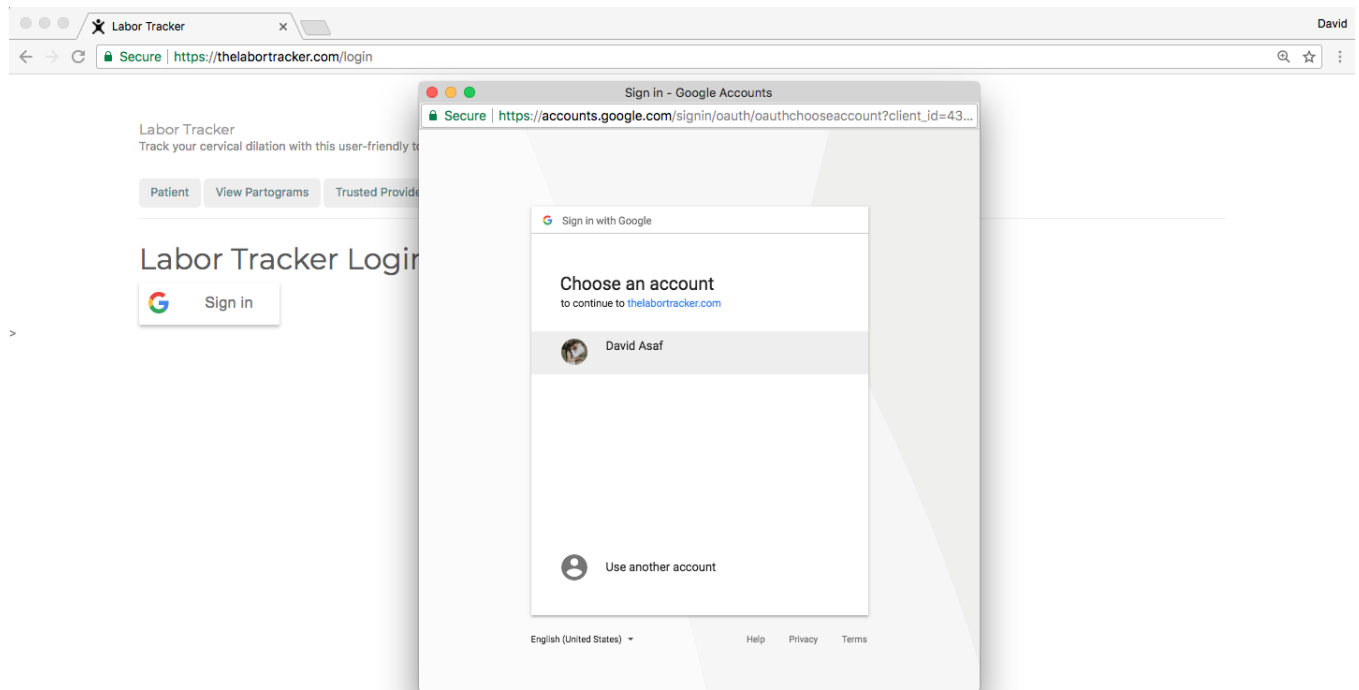 Labor Tracker
David
Secure | https://thelabortracker.com/login
Sign in - Google Accounts
Secure | https://accounts.google.com/signin/oauth/oauthchooseaccount?client_id=43...
Labor Tracker
Track your cervical dilation with this user-friendly
Patient
View Partograms
Trusted Provide
Labor Tracker Login
Sign in
>
Sign in with Google
Choose an account
to continue to thelabortracker.com
David Asaf
Use another account
English (United States)
Help
Privacy
Terms